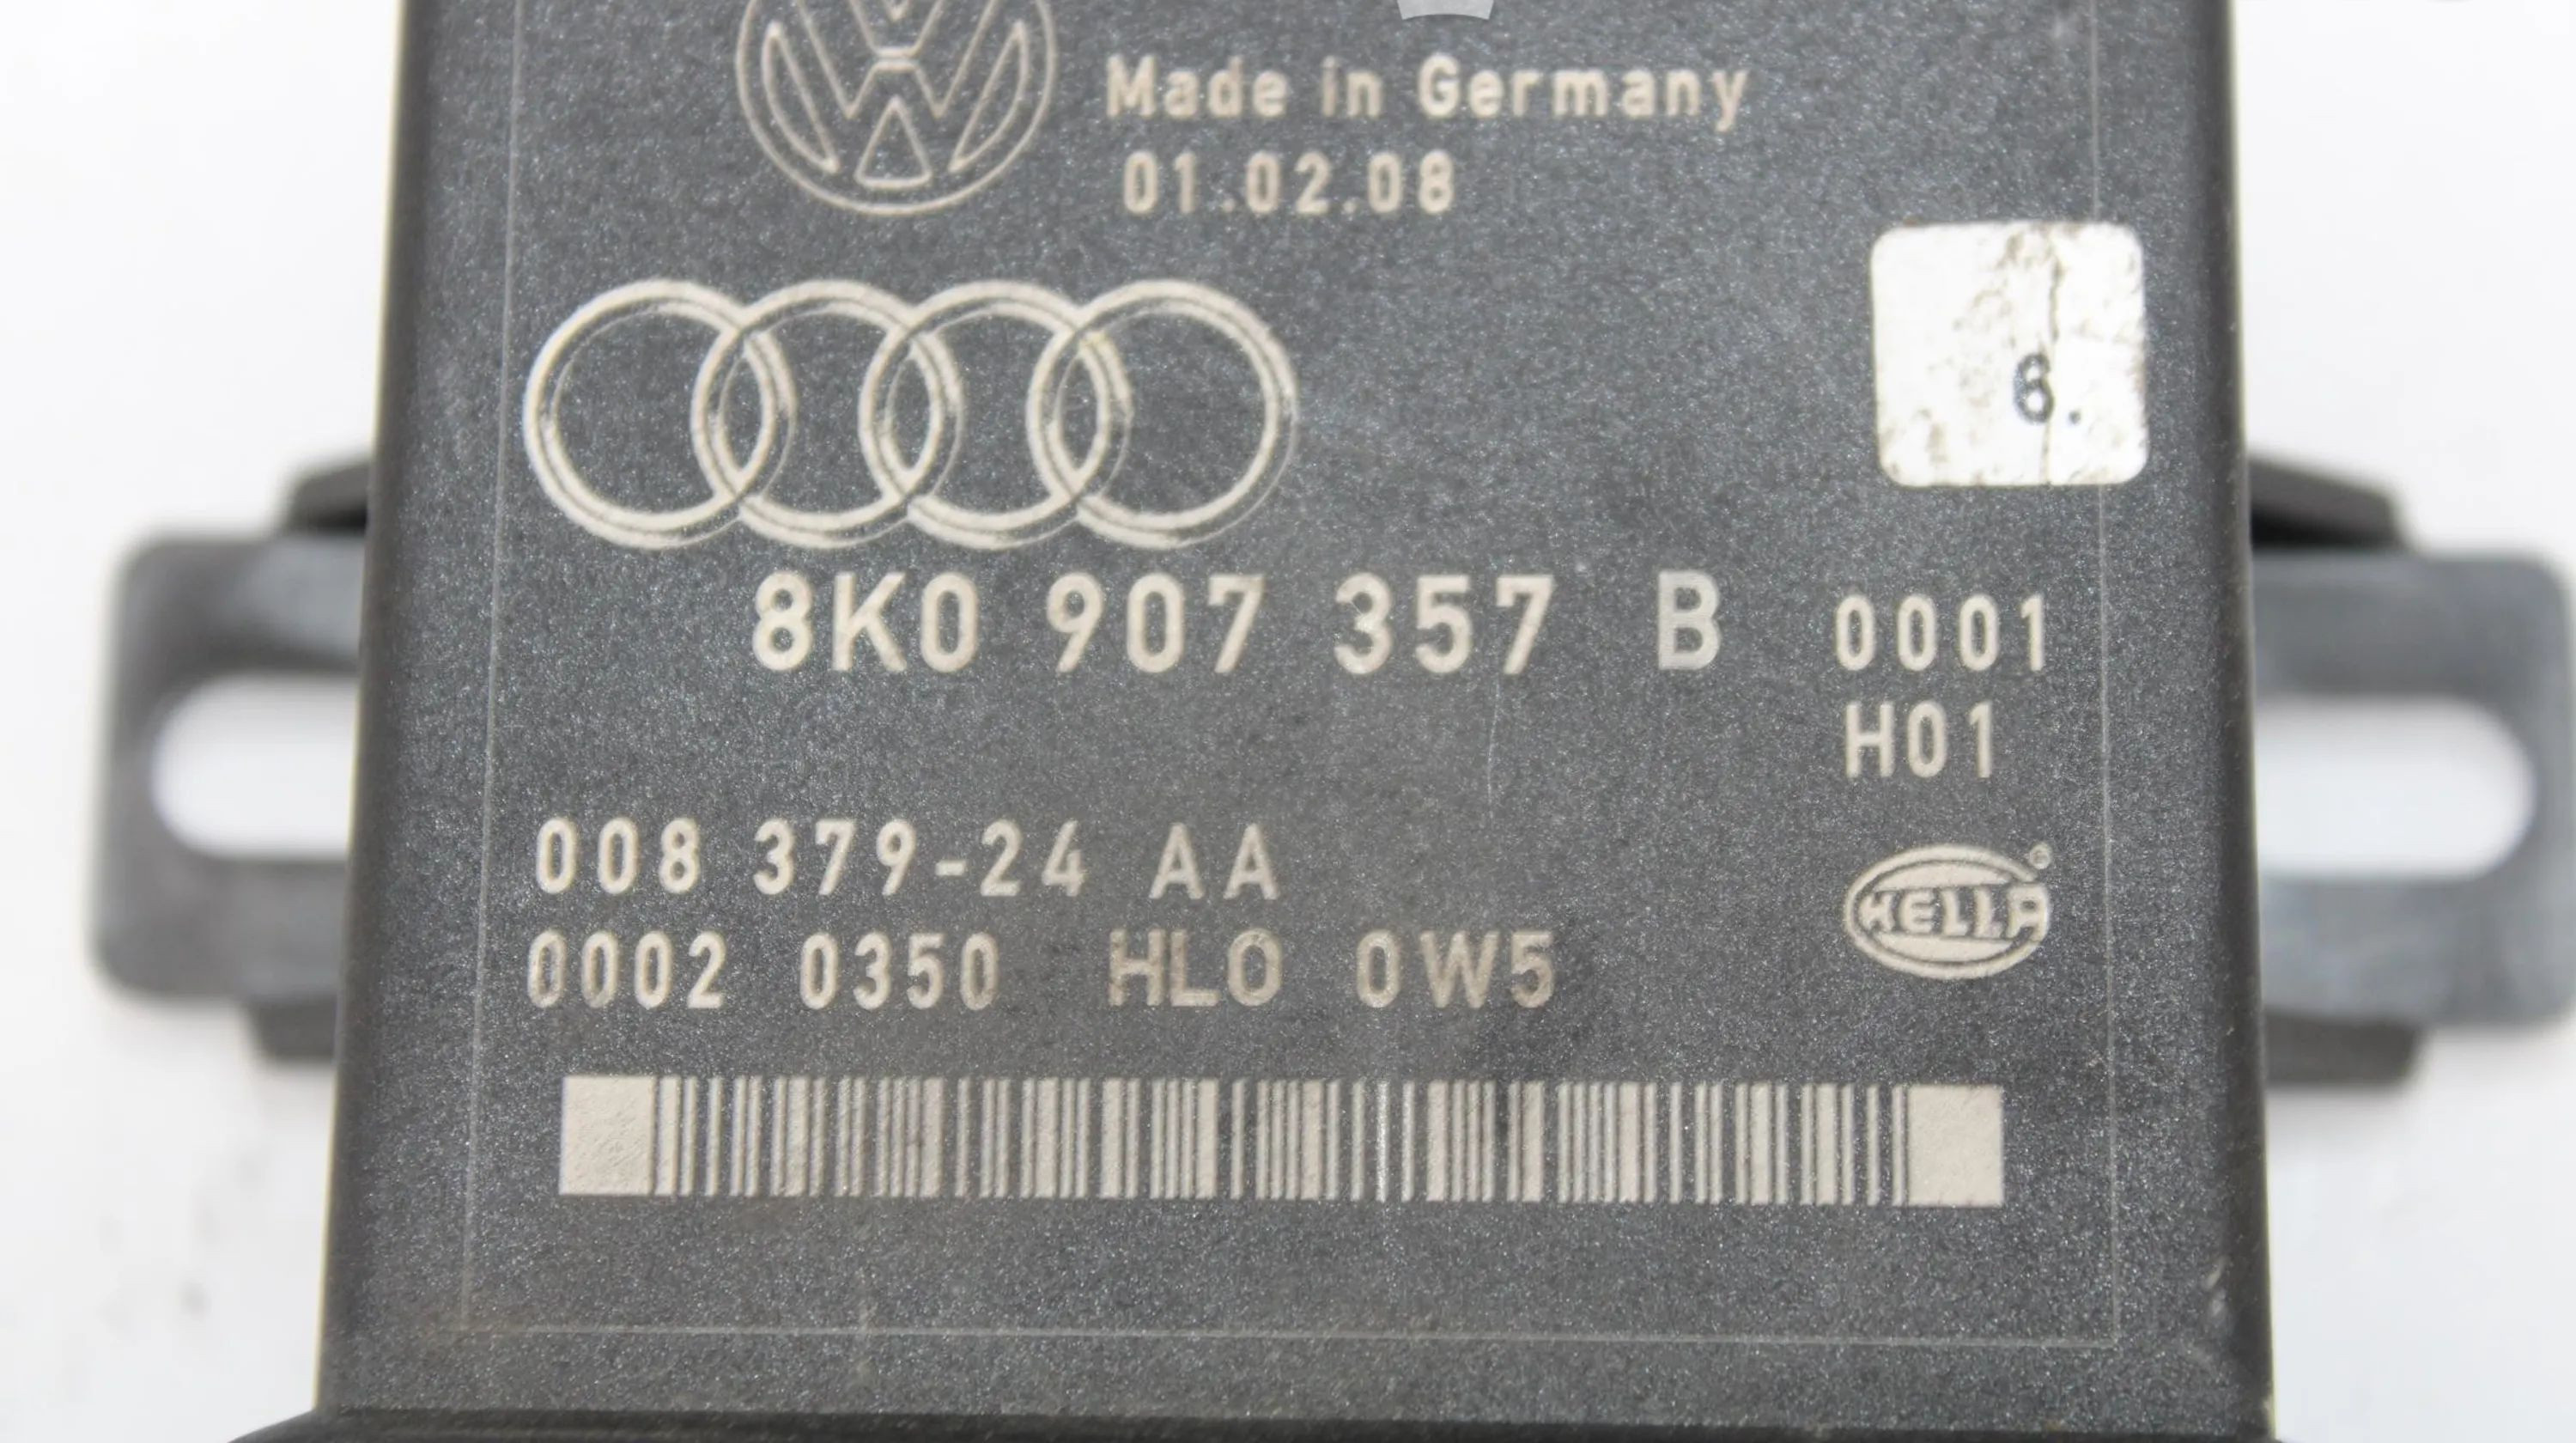 Made in Germany
01.02.08
6.
8K0 907 357 B 0001
H01
008 379-24 AA
HELLA
0002 0350 HLO 0W5